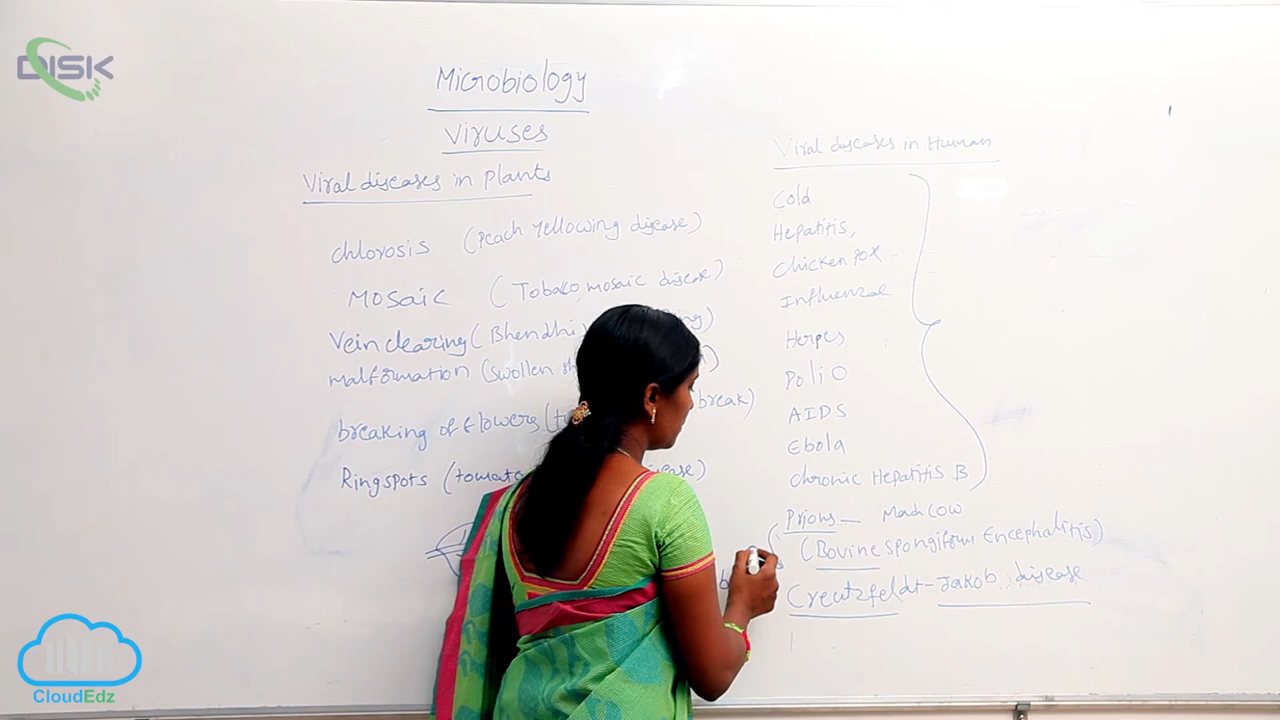 DISK
Microbiology
Viruses
Viral diseases in plants
chlorosis (Peach Yellowing disease)
Mosaic (Tobako mosaic disease)
Vein clearing (Bhendhi
malformation (swollen
breaking of flowers break)
Ringspots (tomato disease)
Viral diseases in Human
Cold
Hepatitis,
Chicken pox
Influenzal
Herpes
Polio
AIDS
Ebola
chronic Hepatitis B
Prions — Mad cow
(Bovine spongiform Encephalitis)
Creutzfeldt-Jakob disease
CloudEdz